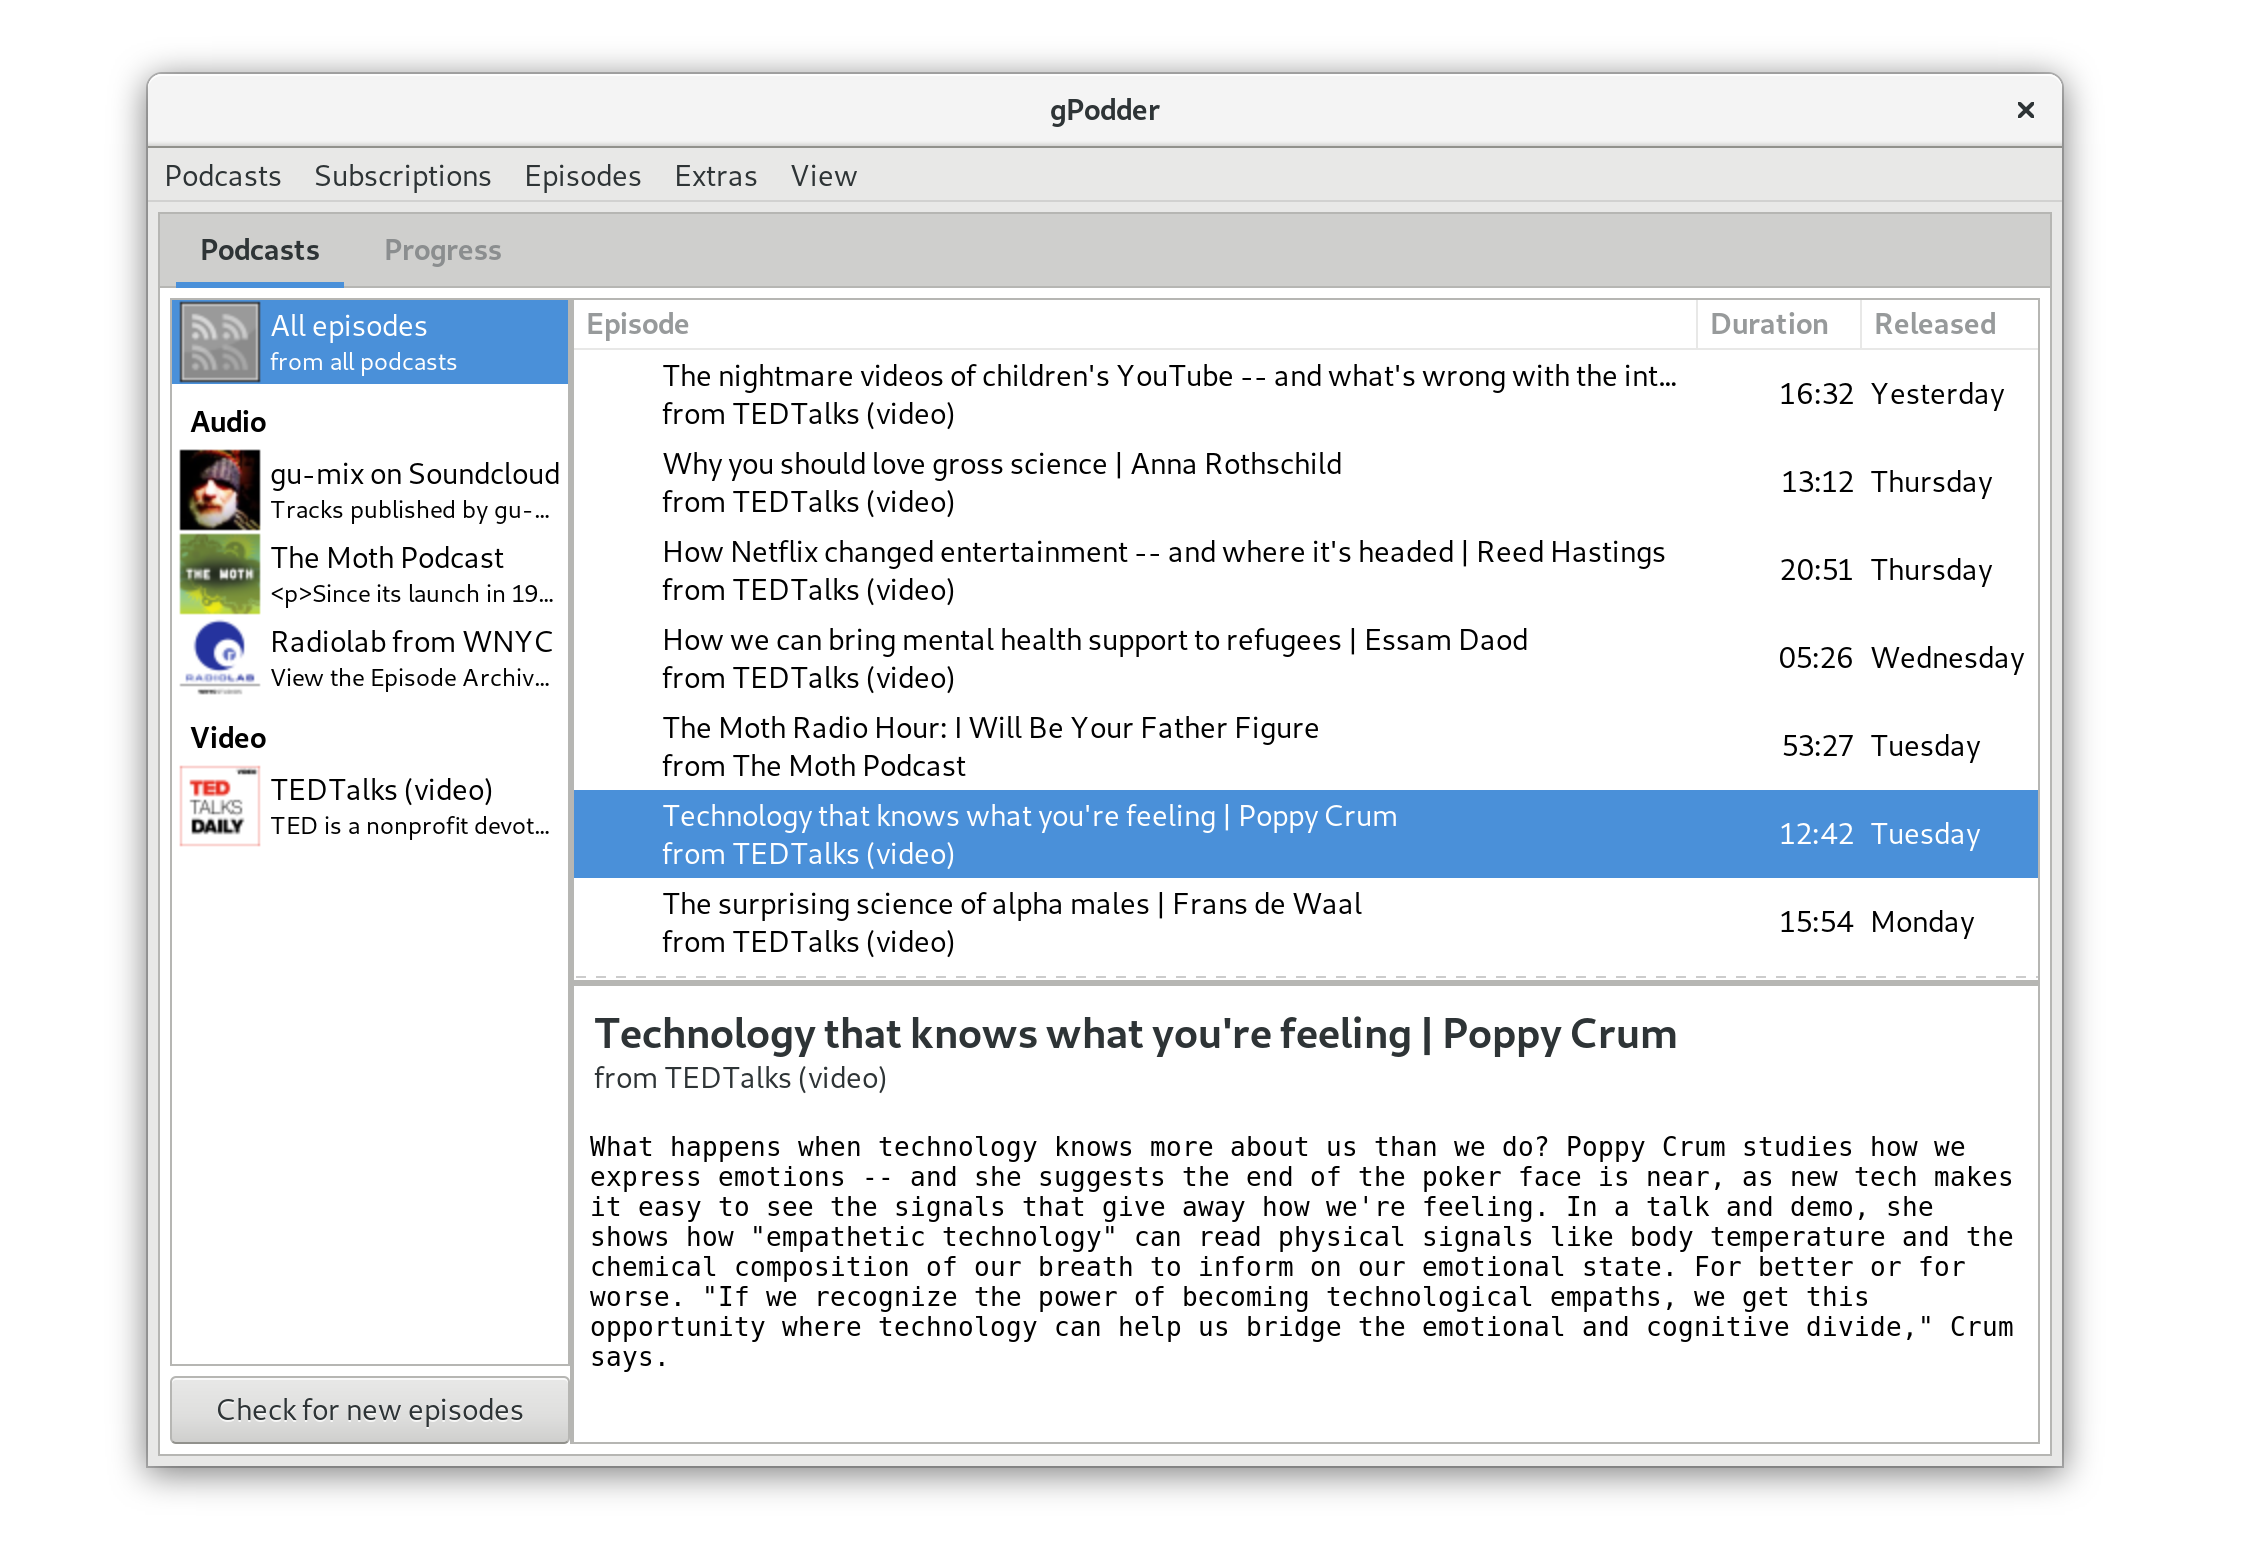 gPodder
Podcasts Subscriptions Episodes Extras View
Podcasts Progress
All episodes
from all podcasts
Audio
gu-mix on Soundcloud
Tracks published by gu-...
THE MOTH
The Moth Podcast
<p>Since its launch in 19...
RADIOLAB
Radiolab from WNYC
View the Episode Archiv...
Video
TED
TALKS
DAILY
TEDTalks (video)
TED is a nonprofit devot...
Check for new episodes
Episode Duration Released
The nightmare videos of children's YouTube -- and what's wrong with the int...
from TEDTalks (video)
16:32 Yesterday
Why you should love gross science | Anna Rothschild
from TEDTalks (video)
13:12 Thursday
How Netflix changed entertainment -- and where it's headed | Reed Hastings
from TEDTalks (video)
20:51 Thursday
How we can bring mental health support to refugees | Essam Daod
from TEDTalks (video)
05:26 Wednesday
The Moth Radio Hour: I Will Be Your Father Figure
from The Moth Podcast
53:27 Tuesday
Technology that knows what you're feeling | Poppy Crum
from TEDTalks (video)
12:42 Tuesday
The surprising science of alpha males | Frans de Waal
from TEDTalks (video)
15:54 Monday
Technology that knows what you're feeling | Poppy Crum
from TEDTalks (video)
What happens when technology knows more about us than we do? Poppy Crum studies how we
express emotions -- and she suggests the end of the poker face is near, as new tech makes
it easy to see the signals that give away how we're feeling. In a talk and demo, she
shows how "empathetic technology" can read physical signals like body temperature and the
chemical composition of our breath to inform on our emotional state. For better or for
worse. "If we recognize the power of becoming technological empaths, we get this
opportunity where technology can help us bridge the emotional and cognitive divide," Crum
says.